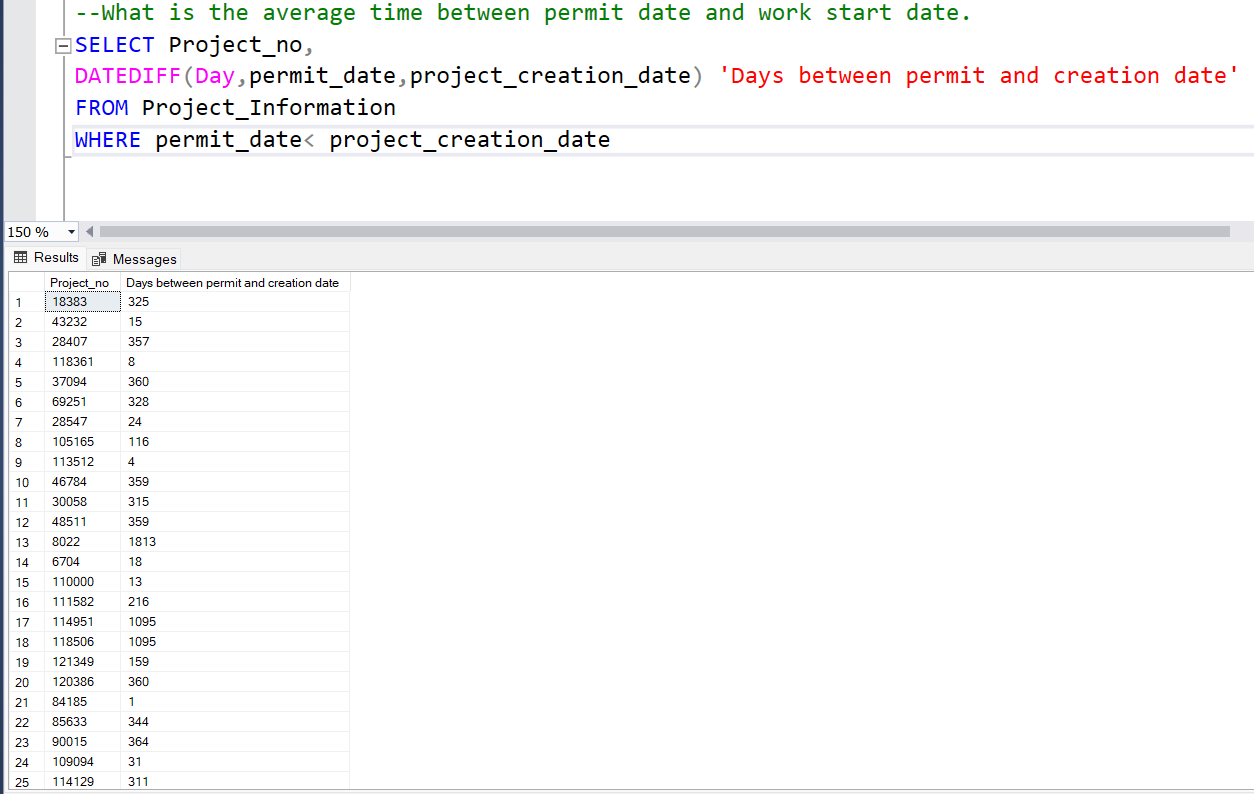 --What is the average time between permit date and work start date.
SELECT Project_no,
DATEDIFF(Day,permit_date,project_creation_date) 'Days between permit and creation date'
FROM Project_Information
WHERE permit_date< project_creation_date
150 %
Results Messages
Project_no Days between permit and creation date
1 18383 325
2 43232 15
3 28407 357
4 118361 8
5 37094 360
6 69251 328
7 28547 24
8 105165 116
9 113512 4
10 46784 359
11 30058 315
12 48511 359
13 8022 1813
14 6704 18
15 110000 13
16 111582 216
17 114951 1095
18 118506 1095
19 121349 159
20 120386 360
21 84185 1
22 85633 344
23 90015 364
24 109094 31
25 114129 311